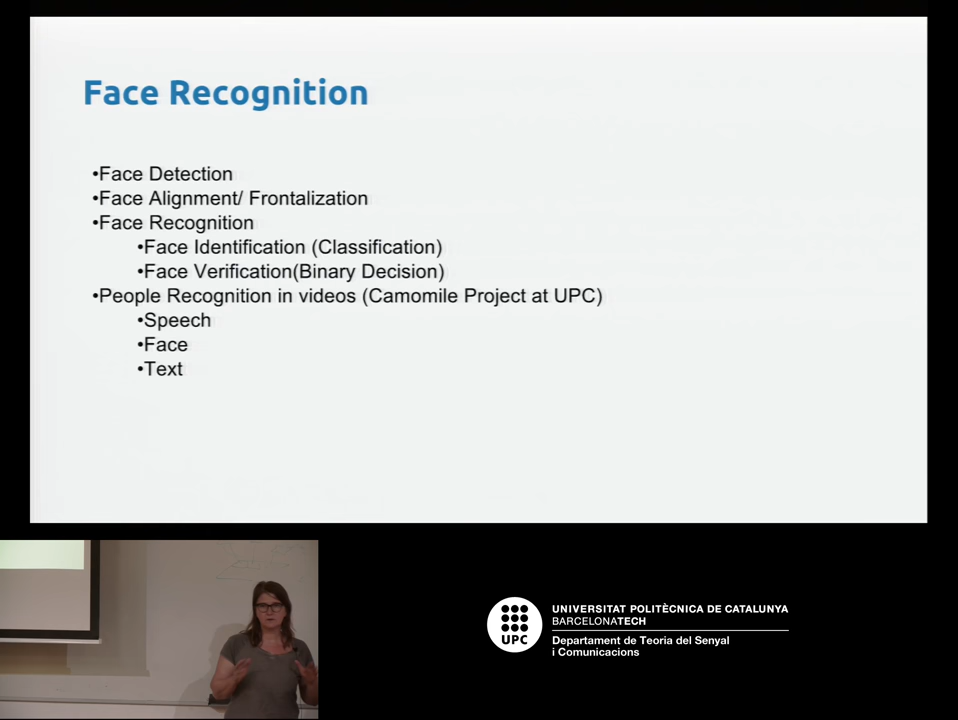 Face Recognition
•Face Detection
•Face Alignment/ Frontalization
•Face Recognition
•Face Identification (Classification)
•Face Verification(Binary Decision)
•People Recognition in videos (Camomile Project at UPC)
•Speech
•Face
•Text
UPC
UNIVERSITAT POLITÈCNICA DE CATALUNYA
BARCELONATECH
Departament de Teoria del Senyal
i Comunicacions